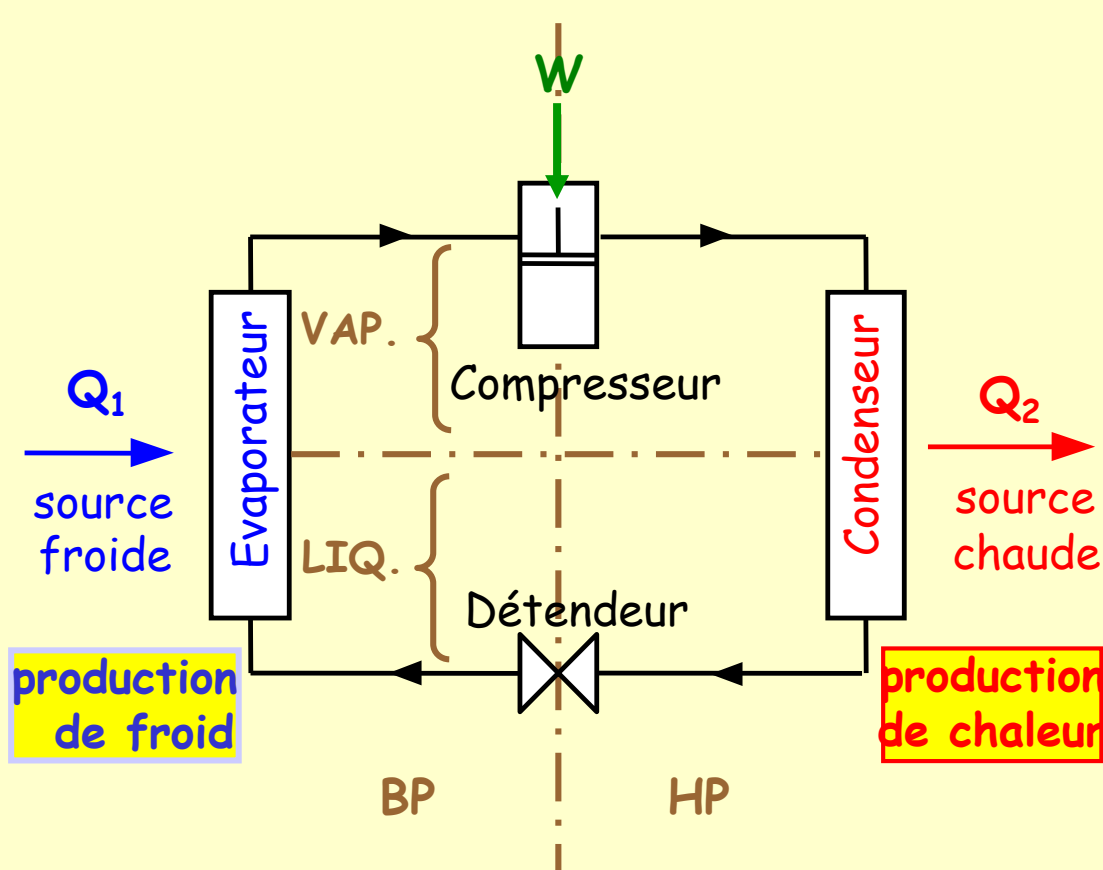 W
VAP.
Compresseur
Evaporateur
Condenseur
Q₁
source
froide
Q₂
source
chaude
LIQ.
Détendeur
production
de froid
production
de chaleur
BP
HP